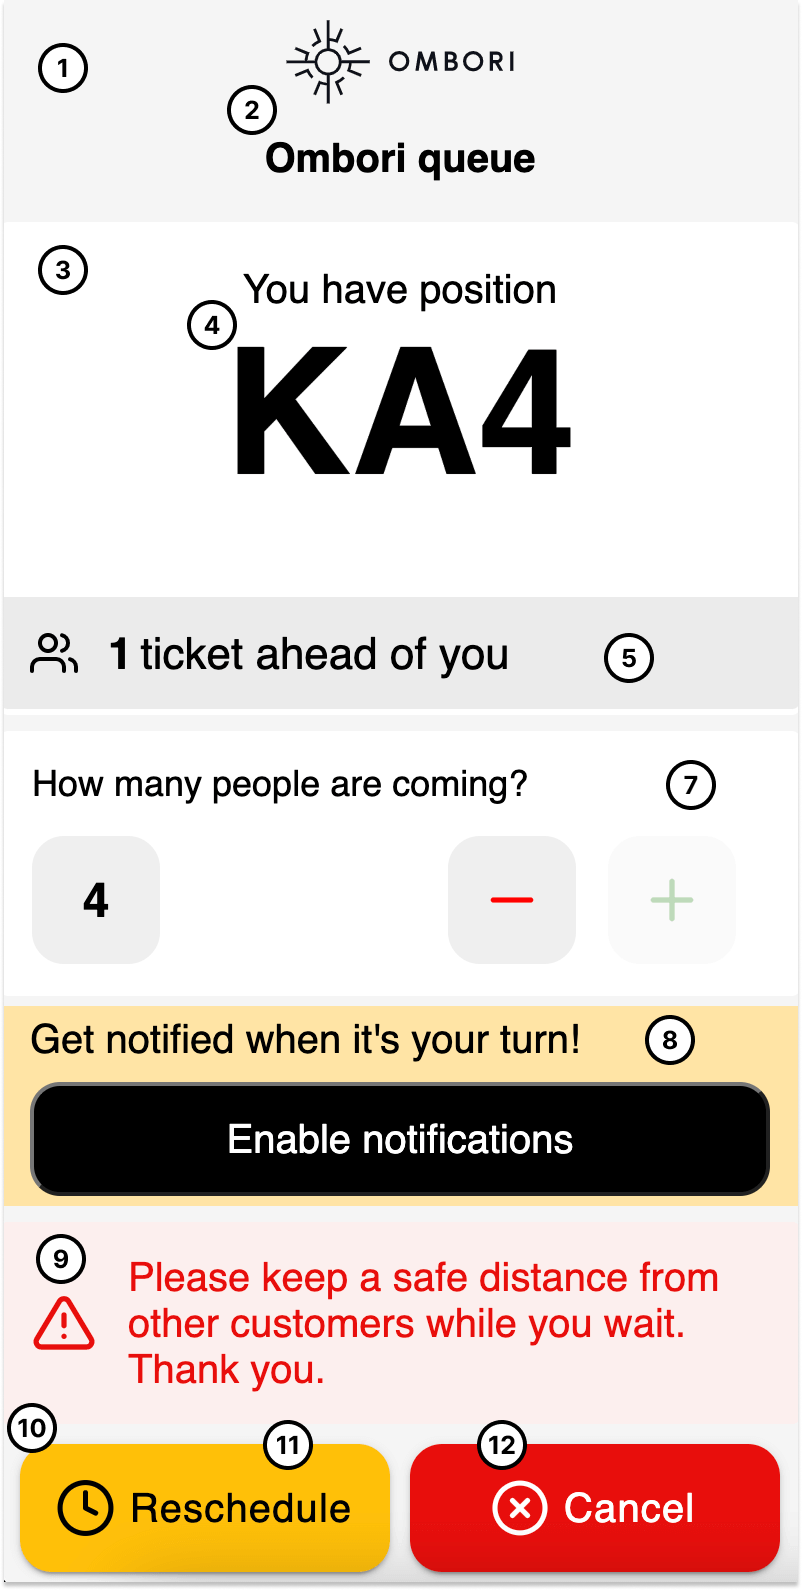 1
OMBORI
2
Ombori queue
3
You have position
4
KA4
1 ticket ahead of you
5
How many people are coming?
7
4
Get notified when it's your turn!
8
Enable notifications
9
Please keep a safe distance from
other customers while you wait.
Thank you.
10
11
12
Reschedule
Cancel